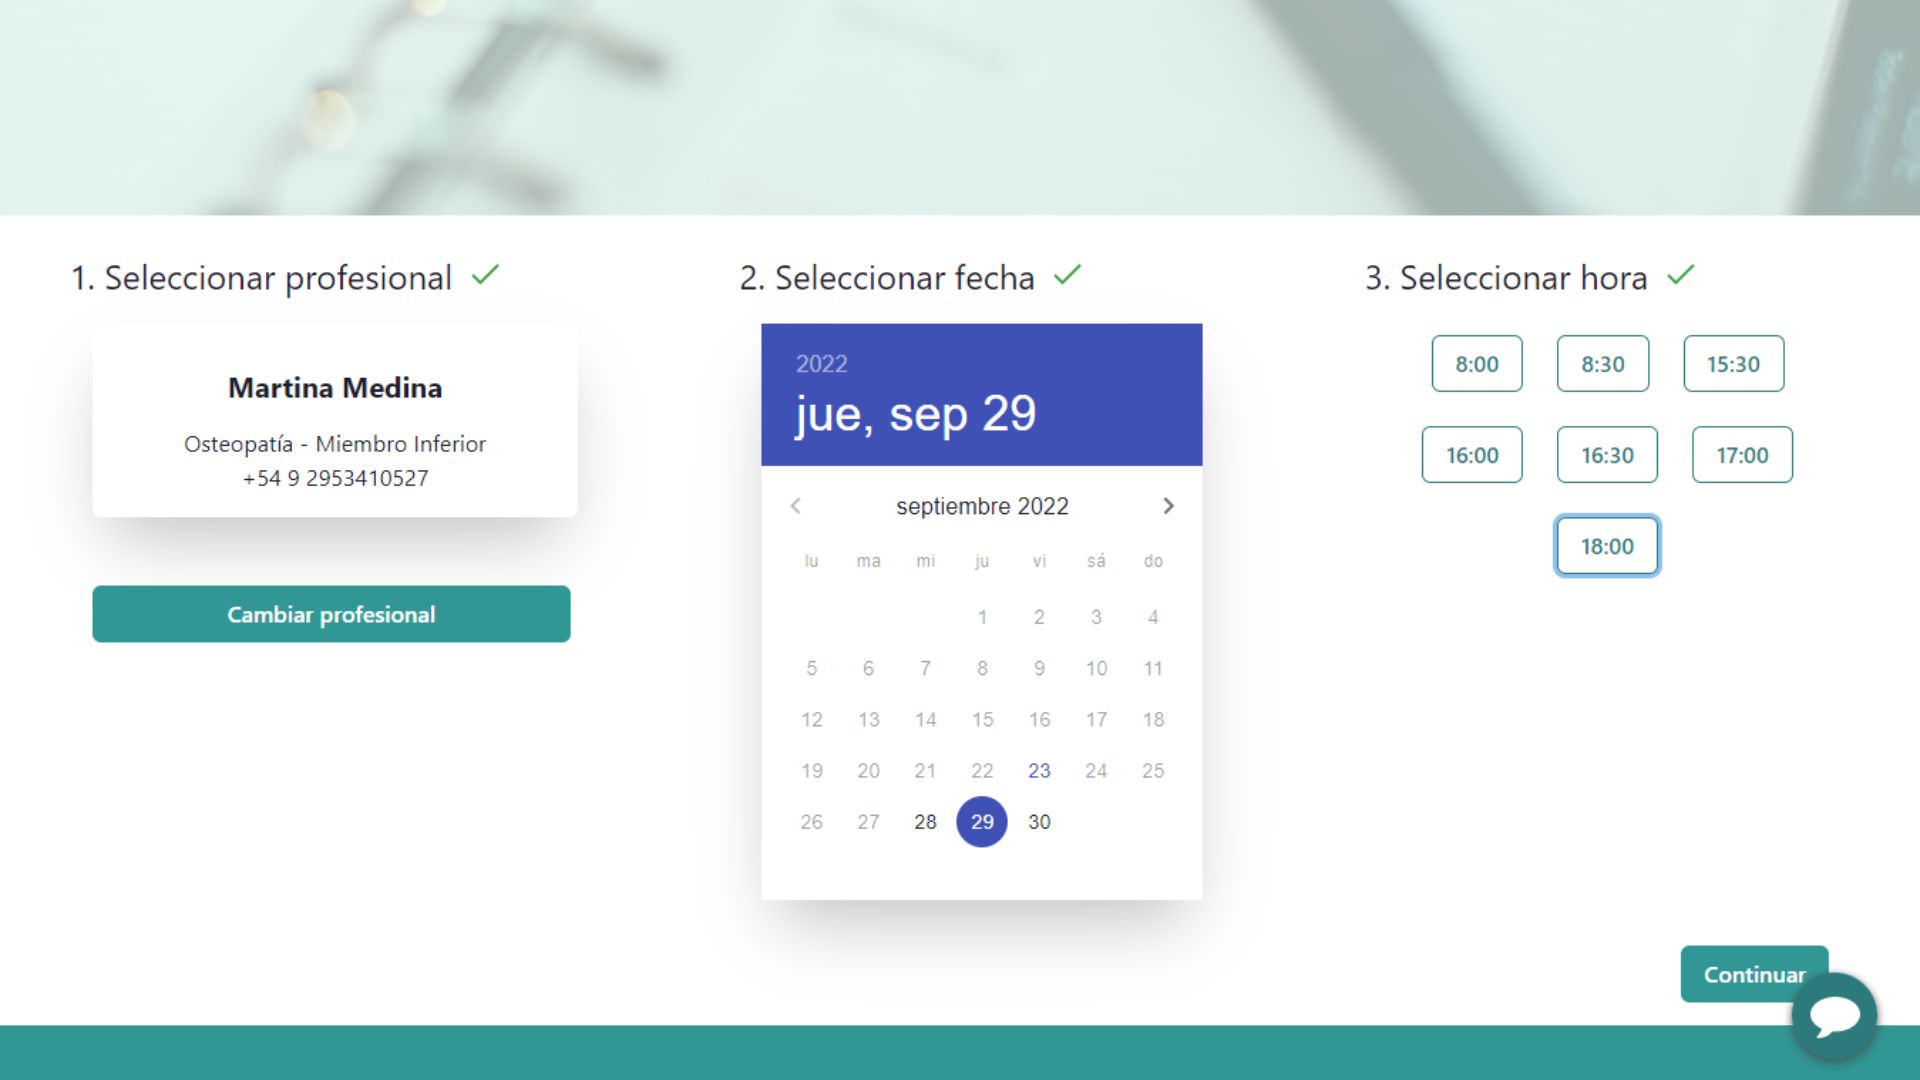 1. Seleccionar profesional
Martina Medina
Osteopatía - Miembro Inferior
+54 9 2953410527
Cambiar profesional
2. Seleccionar fecha
2022
jue, sep 29
septiembre 2022
lu ma mi ju vi sá do
1 2 3 4
5 6 7 8 9 10 11
12 13 14 15 16 17 18
19 20 21 22 23 24 25
26 27 28 29 30
3. Seleccionar hora
8:00 8:30 15:30
16:00 16:30 17:00
18:00
Continuar